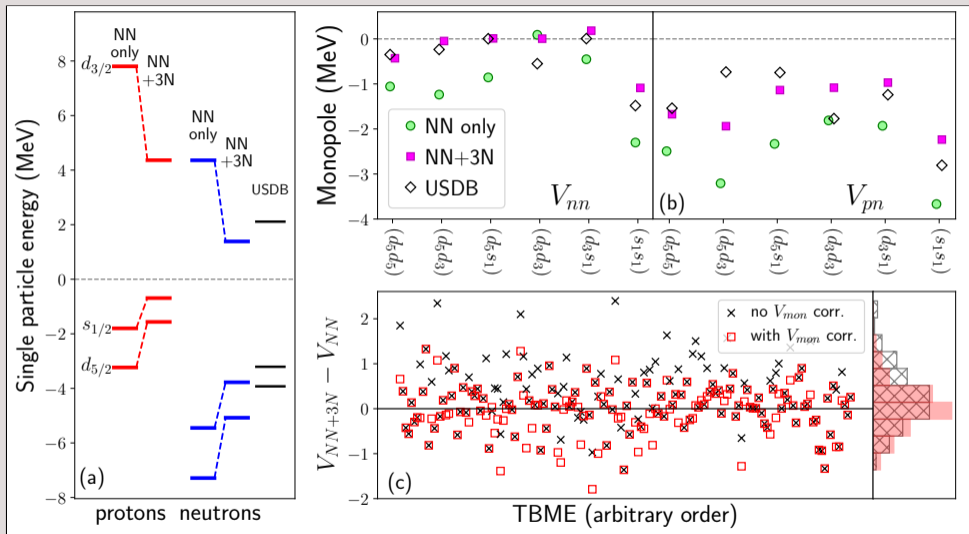 Single particle energy (MeV)
8
6
4
2
0
−2
−4
−6
−8
NN
only
NN
+3N
d3/2
s1/2
d5/2
NN
only
NN
+3N
USDB
(a)
protons neutrons
Monopole (MeV)
0
−1
−2
−3
−4
NN only
NN+3N
USDB
Vnn
(b)
Vpn
(d5d5)
(d5d3)
(d5s1)
(d3d3)
(d3s1)
(s1s1)
(d5d5)
(d5d3)
(d5s1)
(d3d3)
(d3s1)
(s1s1)
VNN+3N − VNN
2
1
0
−1
−2
no Vmon corr.
with Vmon corr.
(c)
TBME (arbitrary order)